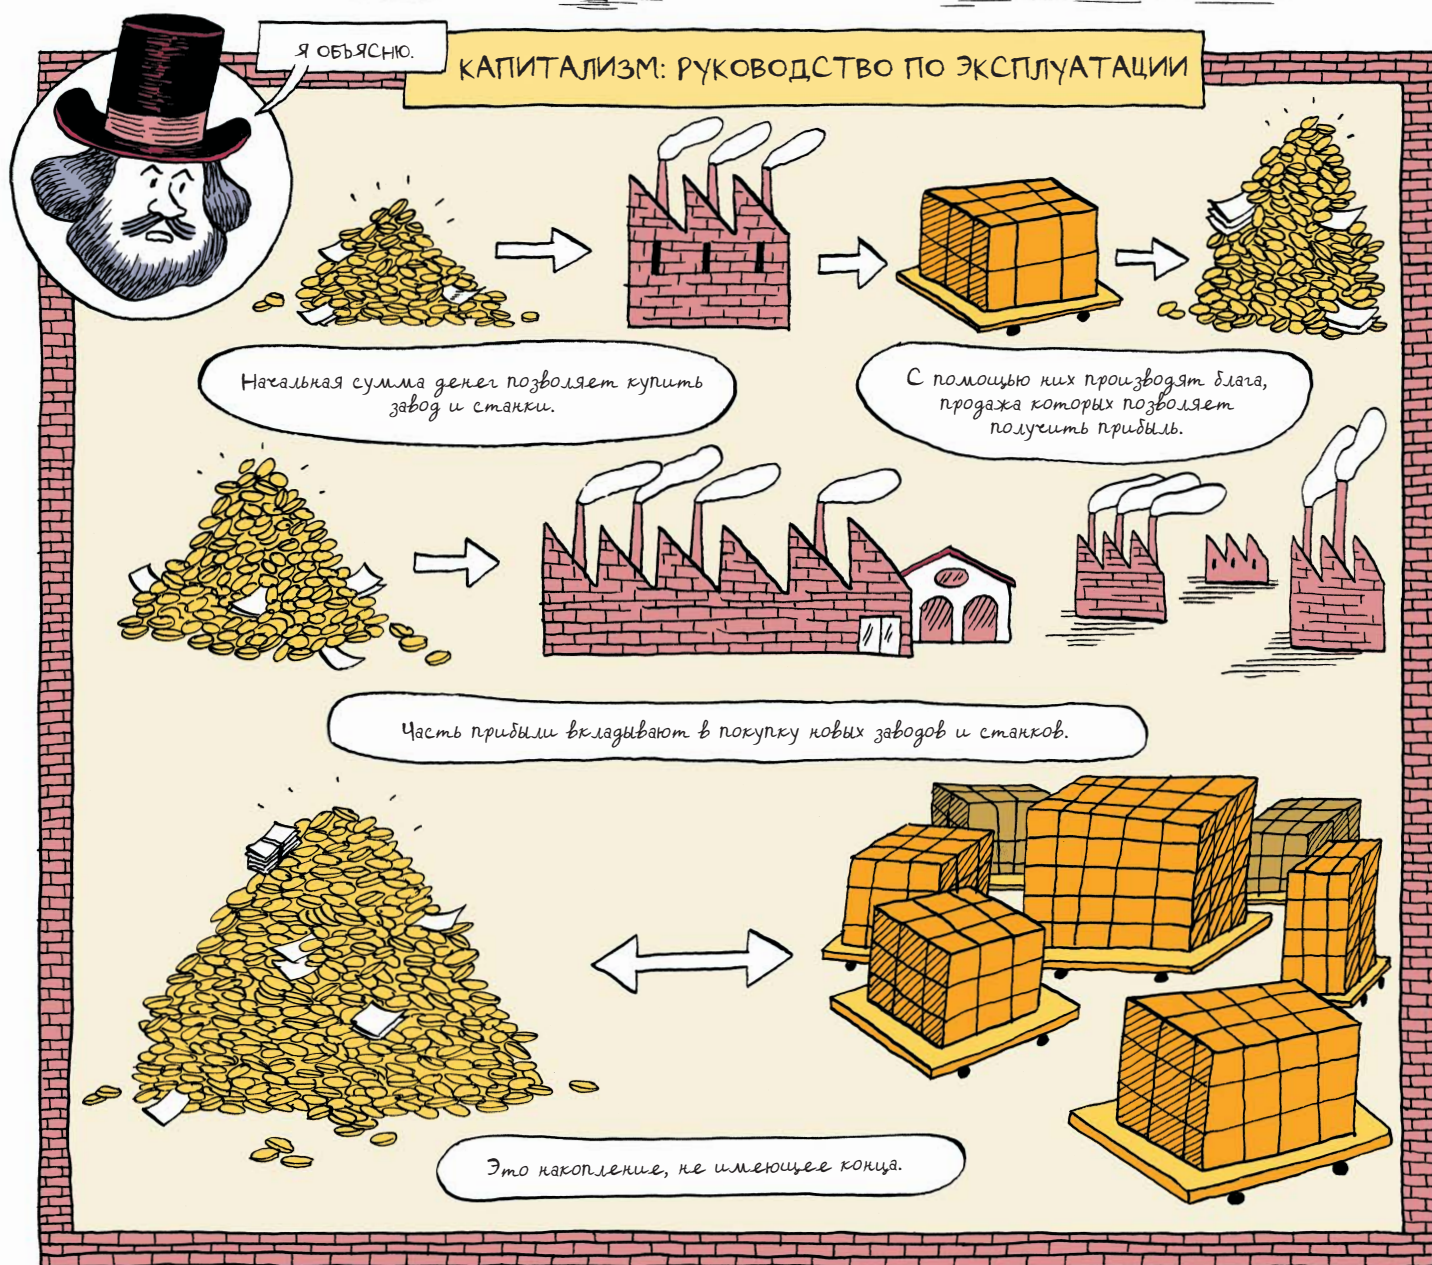 Я ОБЪЯСНЮ.
КАПИТАЛИЗМ: РУКОВОДСТВО ПО ЭКСПЛУАТАЦИИ
Начальная сумма денег позволяет купить
завод и станки.
С помощью них производят блага,
продажа которых позволяет
получить прибыль.
Часть прибыли вкладывают в покупку новых заводов и станков.
Это накопление, не имеющее конца.